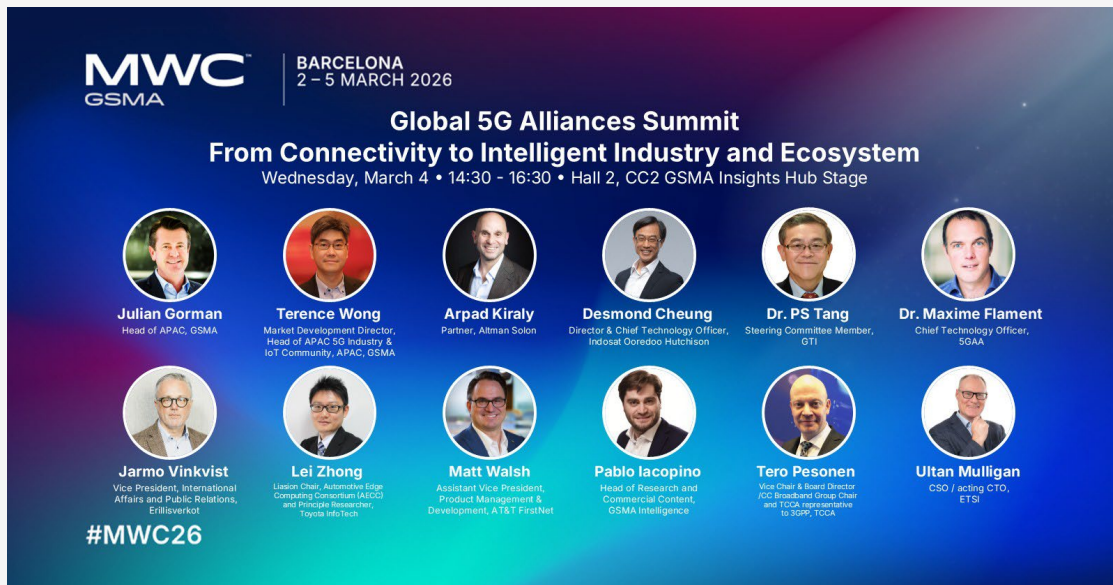 MWC™
GSMA
BARCELONA
2 – 5 MARCH 2026
Global 5G Alliances Summit
From Connectivity to Intelligent Industry and Ecosystem
Wednesday, March 4 • 14:30 - 16:30 • Hall 2, CC2 GSMA Insights Hub Stage
Julian Gorman
Head of APAC, GSMA
Terence Wong
Market Development Director,
Head of APAC 5G Industry &
IoT Community, APAC, GSMA
Arpad Kiraly
Partner, Altman Solon
Desmond Cheung
Director & Chief Technology Officer,
Indosat Ooredoo Hutchison
Dr. PS Tang
Steering Committee Member,
GTI
Dr. Maxime Flament
Chief Technology Officer,
5GAA
Jarmo Vinkvist
Vice President, International
Affairs and Public Relations,
Erillisverkot
Lei Zhong
Liasion Chair, Automotive Edge
Computing Consortium (AECC)
and Principle Researcher,
Toyota InfoTech
Matt Walsh
Assistant Vice President,
Product Management &
Development, AT&T FirstNet
Pablo Iacopino
Head of Research and
Commercial Content,
GSMA Intelligence
Tero Pesonen
Vice Chair & Board Director
/CC Broadband Group Chair
and TCCA representative
to 3GPP, TCCA
Ultan Mulligan
CSO / acting CTO,
ETSI
#MWC26